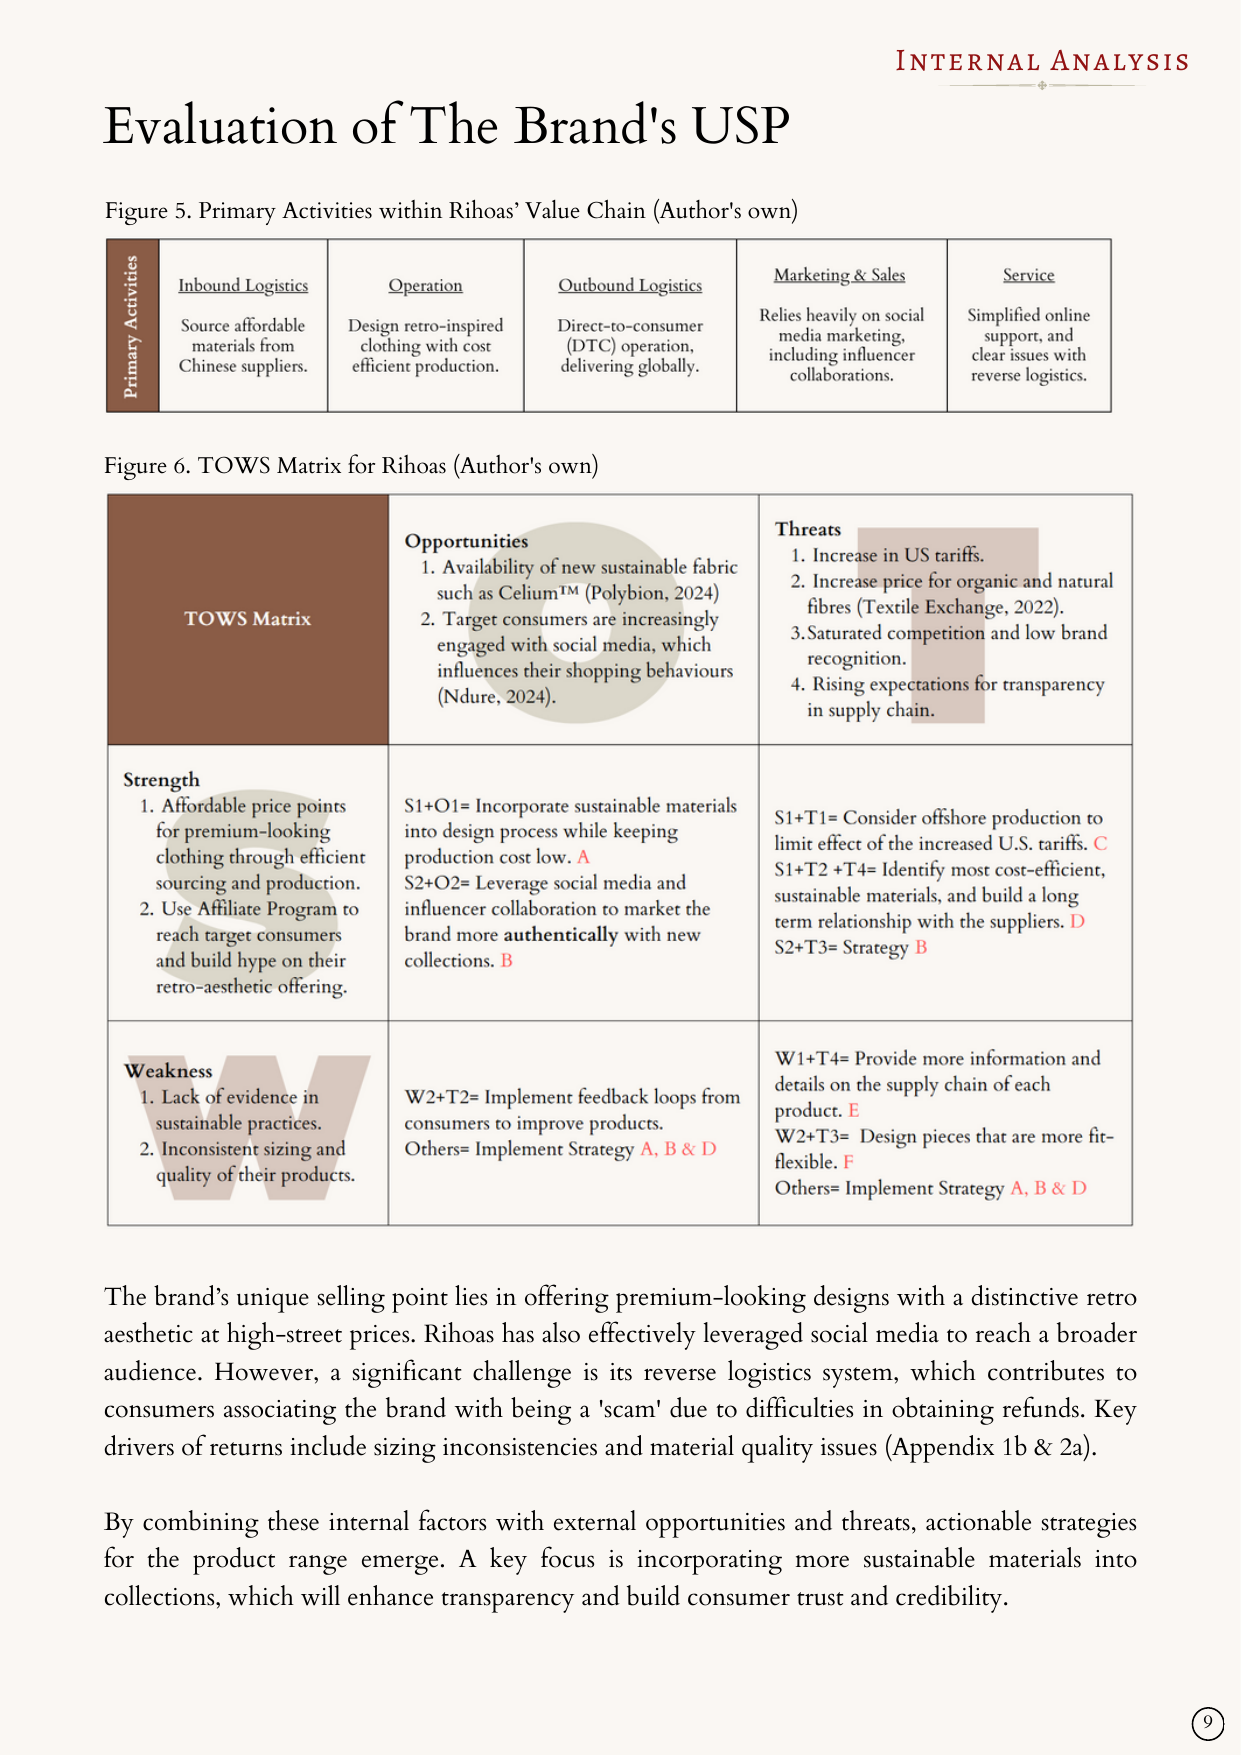 INTERNAL ANALYSIS
Evaluation of The Brand's USP
Figure 5. Primary Activities within Rihoas’ Value Chain (Author's own)
Primary Activities
Inbound Logistics
Source affordable
materials from
Chinese suppliers.
Operation
Design retro-inspired
clothing with cost
efficient production.
Outbound Logistics
Direct-to-consumer
(DTC) operation,
delivering globally.
Marketing & Sales
Relies heavily on social
media marketing,
including influencer
collaborations.
Service
Simplified online
support, and
clear issues with
reverse logistics.
Figure 6. TOWS Matrix for Rihoas (Author's own)
TOWS Matrix
O
Opportunities
1. Availability of new sustainable fabric
such as Celium™ (Polybion, 2024)
2. Target consumers are increasingly
engaged with social media, which
influences their shopping behaviours
(Ndure, 2024).
T
Threats
1. Increase in US tariffs.
2. Increase price for organic and natural
fibres (Textile Exchange, 2022).
3. Saturated competition and low brand
recognition.
4. Rising expectations for transparency
in supply chain.
S
Strength
1. Affordable price points
for premium-looking
clothing through efficient
sourcing and production.
2. Use Affiliate Program to
reach target consumers
and build hype on their
retro-aesthetic offering.
S1+O1= Incorporate sustainable materials
into design process while keeping
production cost low. A
S2+O2= Leverage social media and
influencer collaboration to market the
brand more authentically with new
collections. B
S1+T1= Consider offshore production to
limit effect of the increased U.S. tariffs. C
S1+T2 +T4= Identify most cost-efficient,
sustainable materials, and build a long
term relationship with the suppliers. D
S2+T3= Strategy B
W
Weakness
1. Lack of evidence in
sustainable practices.
2. Inconsistent sizing and
quality of their products.
W2+T2= Implement feedback loops from
consumers to improve products.
Others= Implement Strategy A, B & D
W1+T4= Provide more information and
details on the supply chain of each
product. E
W2+T3= Design pieces that are more fit-
flexible. F
Others= Implement Strategy A, B & D
The brand’s unique selling point lies in offering premium-looking designs with a distinctive retro
aesthetic at high-street prices. Rihoas has also effectively leveraged social media to reach a broader
audience. However, a significant challenge is its reverse logistics system, which contributes to
consumers associating the brand with being a 'scam' due to difficulties in obtaining refunds. Key
drivers of returns include sizing inconsistencies and material quality issues (Appendix 1b & 2a).
By combining these internal factors with external opportunities and threats, actionable strategies
for the product range emerge. A key focus is incorporating more sustainable materials into
collections, which will enhance transparency and build consumer trust and credibility.
9